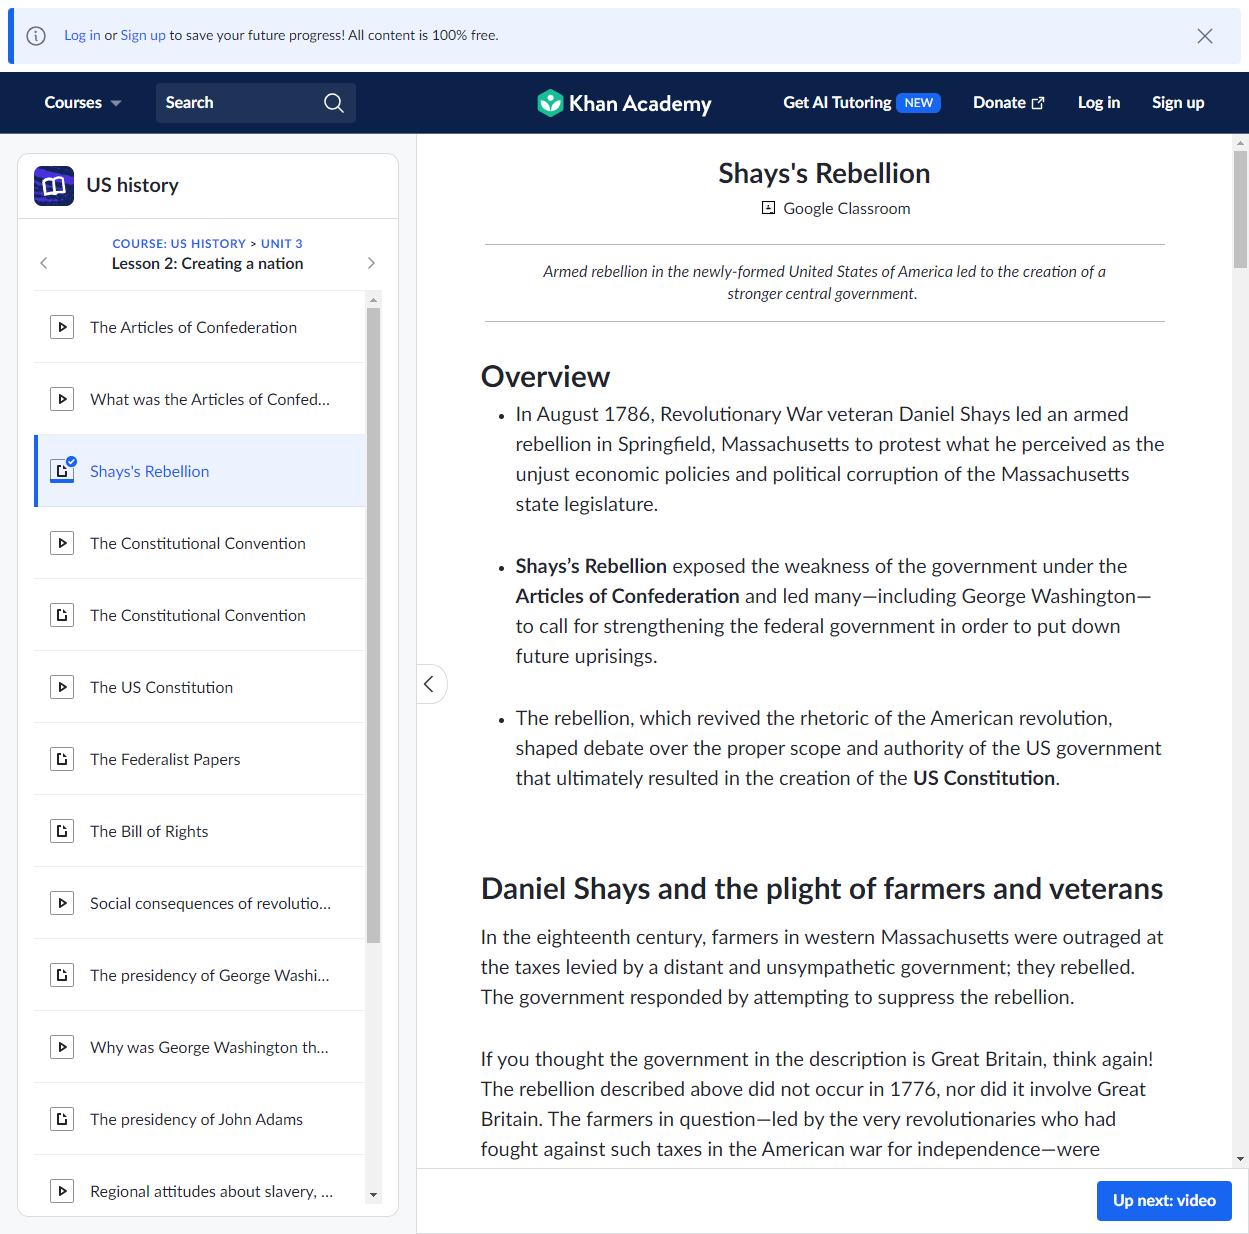 Log in or Sign up to save your future progress! All content is 100% free.
Courses
Search
Khan Academy
Get AI Tutoring NEW
Donate
Log in
Sign up
US history
COURSE: US HISTORY > UNIT 3
Lesson 2: Creating a nation
The Articles of Confederation
What was the Articles of Confed...
Shays's Rebellion
The Constitutional Convention
The Constitutional Convention
The US Constitution
The Federalist Papers
The Bill of Rights
Social consequences of revolutio...
The presidency of George Washi...
Why was George Washington th...
The presidency of John Adams
Regional attitudes about slavery, ...
Shays's Rebellion
Google Classroom
Armed rebellion in the newly-formed United States of America led to the creation of a
stronger central government.
Overview
• In August 1786, Revolutionary War veteran Daniel Shays led an armed
rebellion in Springfield, Massachusetts to protest what he perceived as the
unjust economic policies and political corruption of the Massachusetts
state legislature.
• Shays’s Rebellion exposed the weakness of the government under the
Articles of Confederation and led many—including George Washington—
to call for strengthening the federal government in order to put down
future uprisings.
• The rebellion, which revived the rhetoric of the American revolution,
shaped debate over the proper scope and authority of the US government
that ultimately resulted in the creation of the US Constitution.
Daniel Shays and the plight of farmers and veterans
In the eighteenth century, farmers in western Massachusetts were outraged at
the taxes levied by a distant and unsympathetic government; they rebelled.
The government responded by attempting to suppress the rebellion.
If you thought the government in the description is Great Britain, think again!
The rebellion described above did not occur in 1776, nor did it involve Great
Britain. The farmers in question—led by the very revolutionaries who had
fought against such taxes in the American war for independence—were
Up next: video